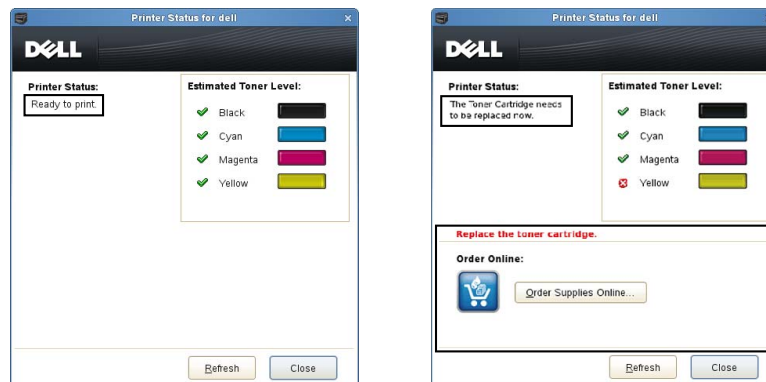 Printer Status for dell
DELL
Printer Status:
Ready to print.
Estimated Toner Level:
Black
Cyan
Magenta
Yellow
Refresh
Close
Printer Status for dell
DELL
Printer Status:
The Toner Cartridge needs
to be replaced now.
Estimated Toner Level:
Black
Cyan
Magenta
Yellow
Replace the toner cartridge.
Order Online:
Order Supplies Online...
Refresh
Close